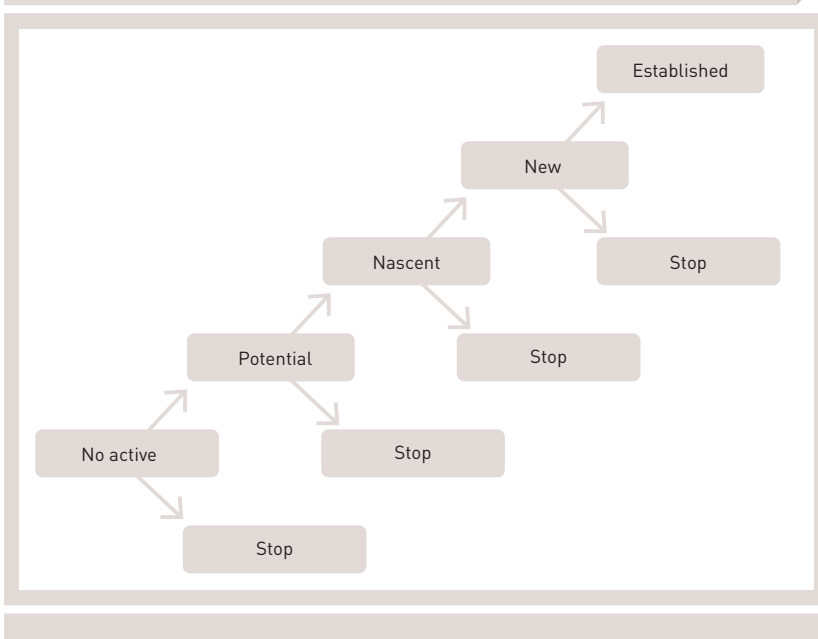 Established
New
Nascent
Stop
Potential
Stop
No active
Stop
Stop